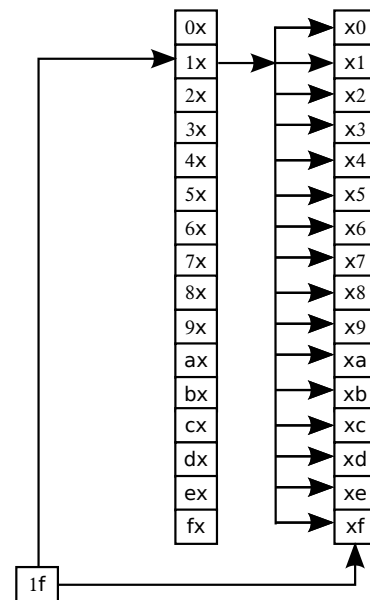 0x x0
1x x1
2x x2
3x x3
4x x4
5x x5
6x x6
7x x7
8x x8
9x x9
ax xa
bx xb
cx xc
dx xd
ex xe
fx xf
1f